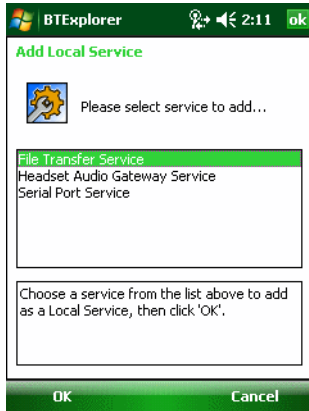 BTExplorer 2:11 ok
Add Local Service
Please select service to add...
File Transfer Service
Headset Audio Gateway Service
Serial Port Service
Choose a service from the list above to add
as a Local Service, then click 'OK'.
OK Cancel